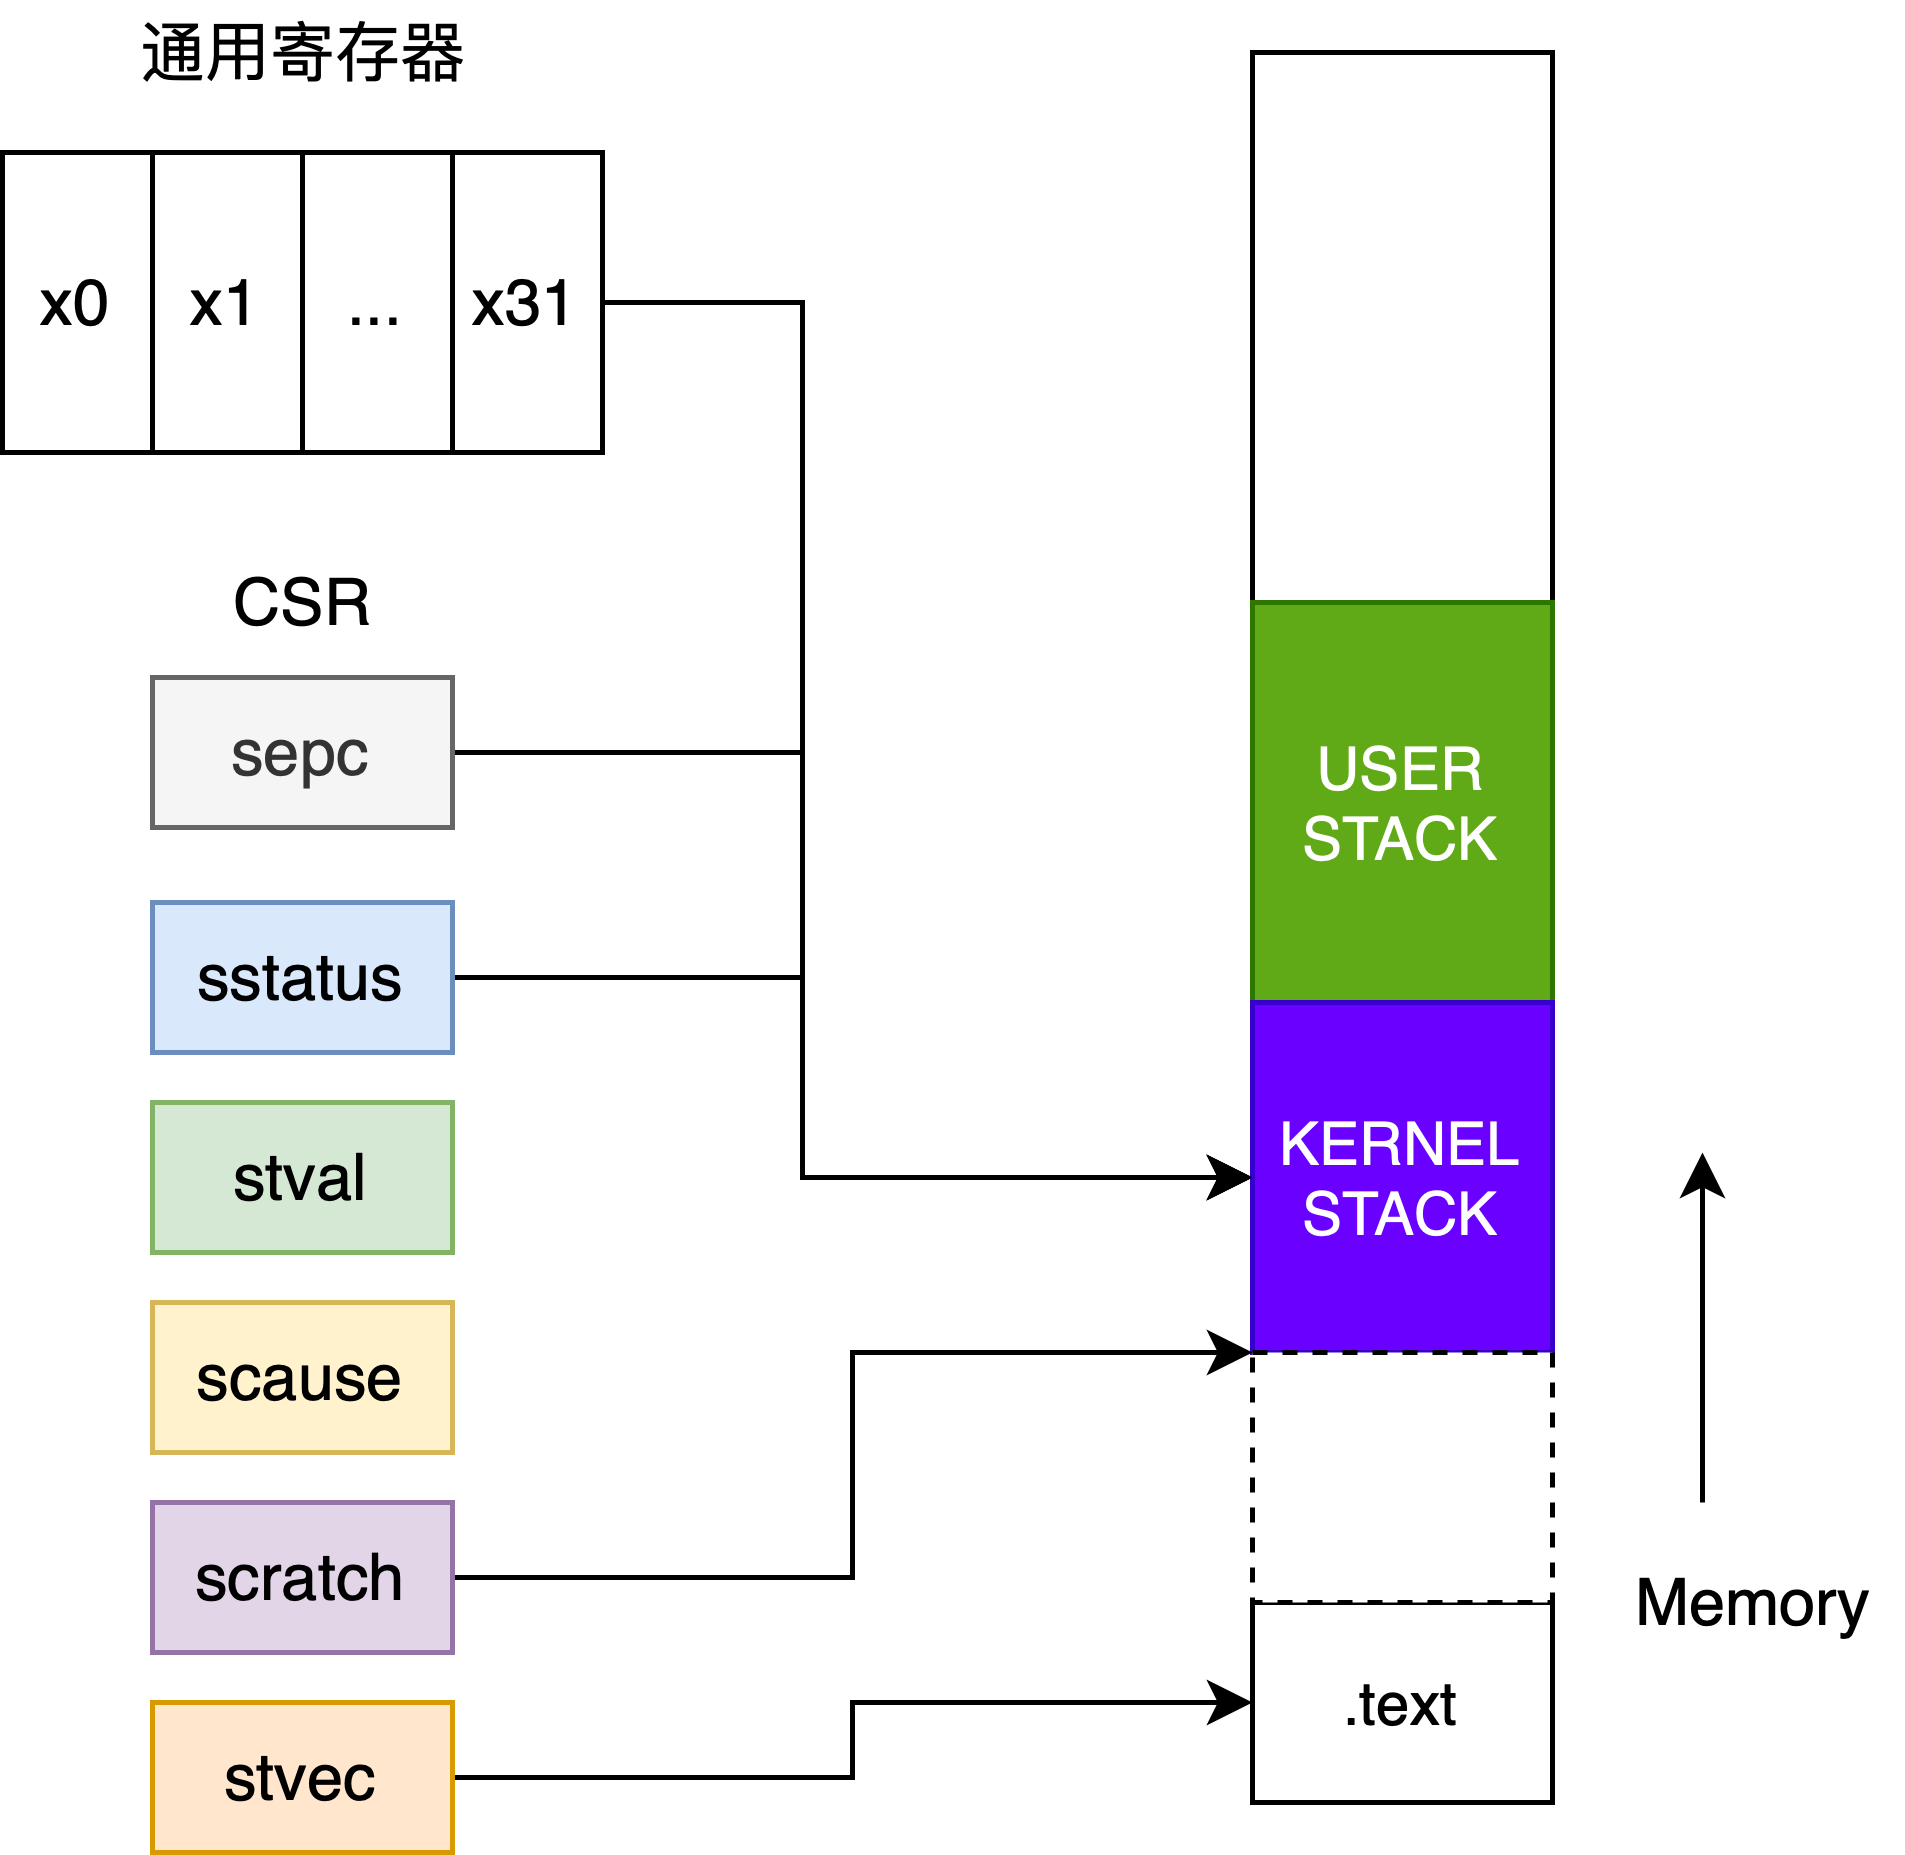 通用寄存器
x0
x1
...
x31
CSR
sepc
sstatus
stval
scause
scratch
stvec
USER
STACK
KERNEL
STACK
.text
Memory